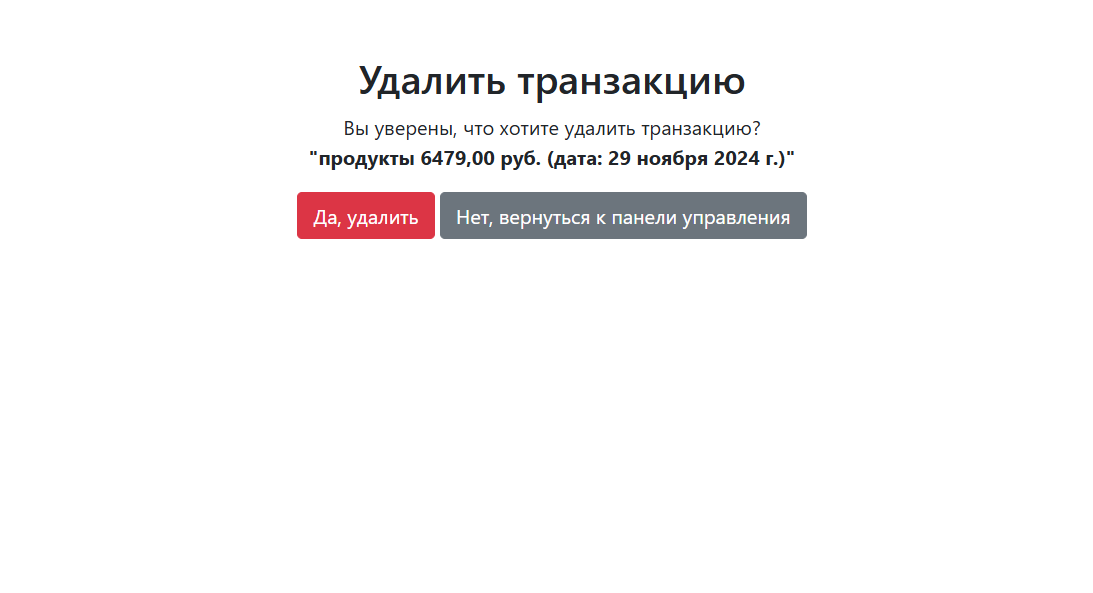 Удалить транзакцию
Вы уверены, что хотите удалить транзакцию?
"продукты 6479,00 руб. (дата: 29 ноября 2024 г.)"
Да, удалить
Нет, вернуться к панели управления